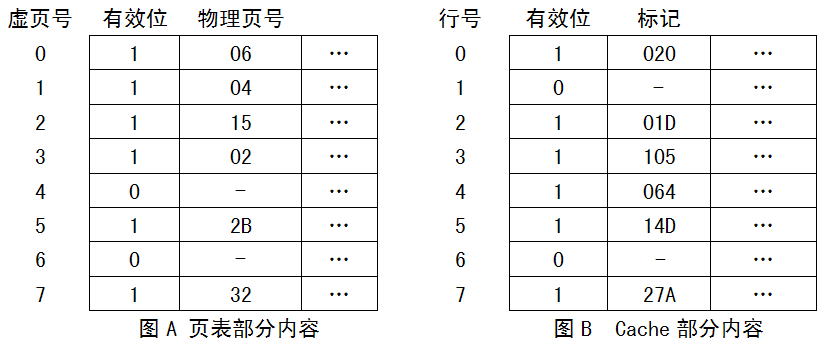 虚页号 有效位 物理页号 行号 有效位 标记
0 1 06 … 0 1 020 …
1 1 04 … 1 0 - …
2 1 15 … 2 1 01D …
3 1 02 … 3 1 105 …
4 0 - … 4 1 064 …
5 1 2B … 5 1 14D …
6 0 - … 6 0 - …
7 1 32 … 7 1 27A …
图 A 页表部分内容 图 B Cache 部分内容